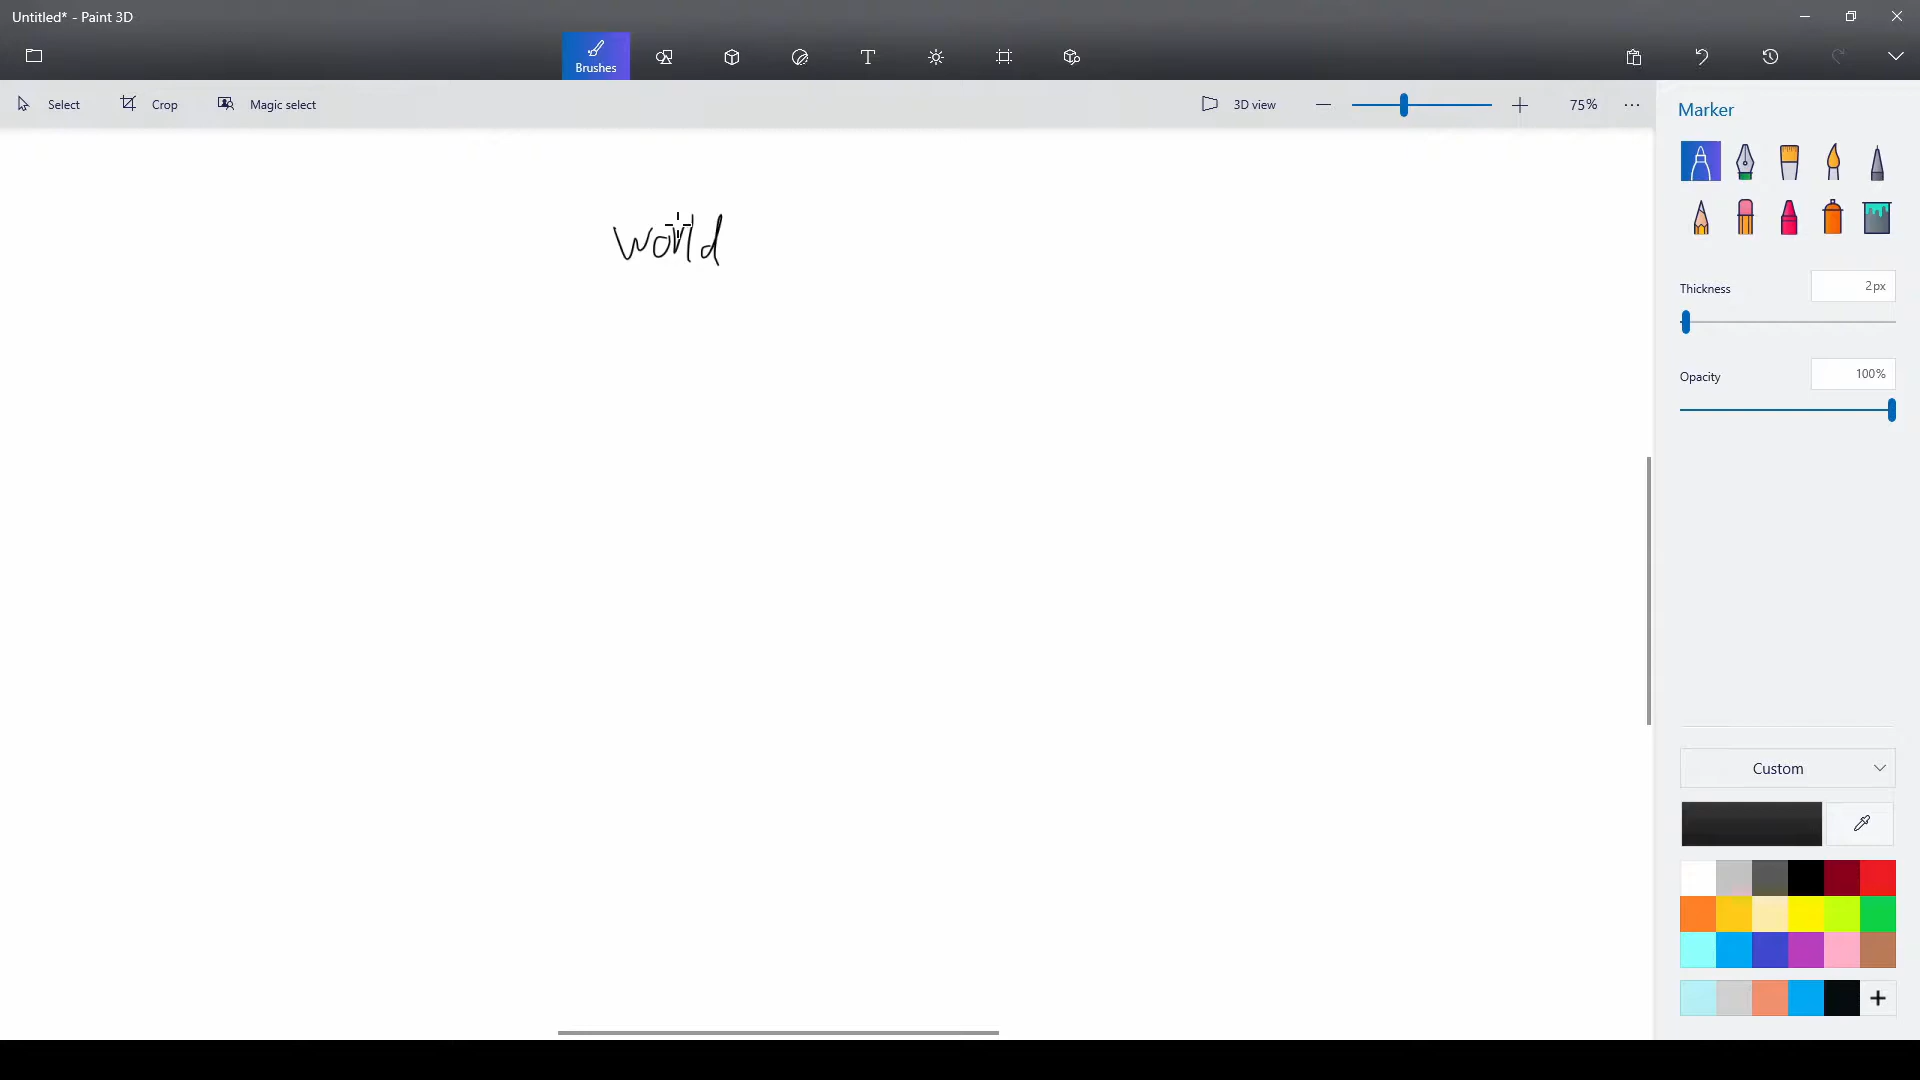 Untitled* - Paint 3D
Brushes
Select Crop Magic select 3D view 75%
Marker
world
Thickness 2px
Opacity 100%
Custom